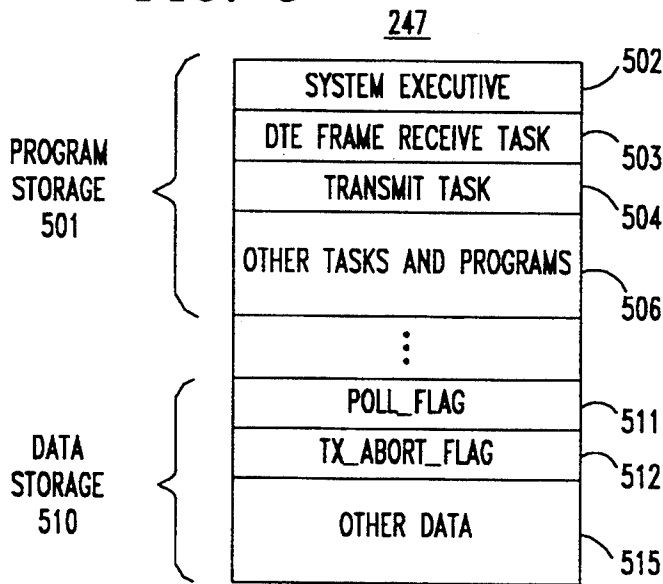 247
SYSTEM EXECUTIVE
502
DTE FRAME RECEIVE TASK
503
TRANSMIT TASK
504
OTHER TASKS AND PROGRAMS
506
PROGRAM
STORAGE
501
POLL_FLAG
511
TX_ABORT_FLAG
512
OTHER DATA
515
DATA
STORAGE
510